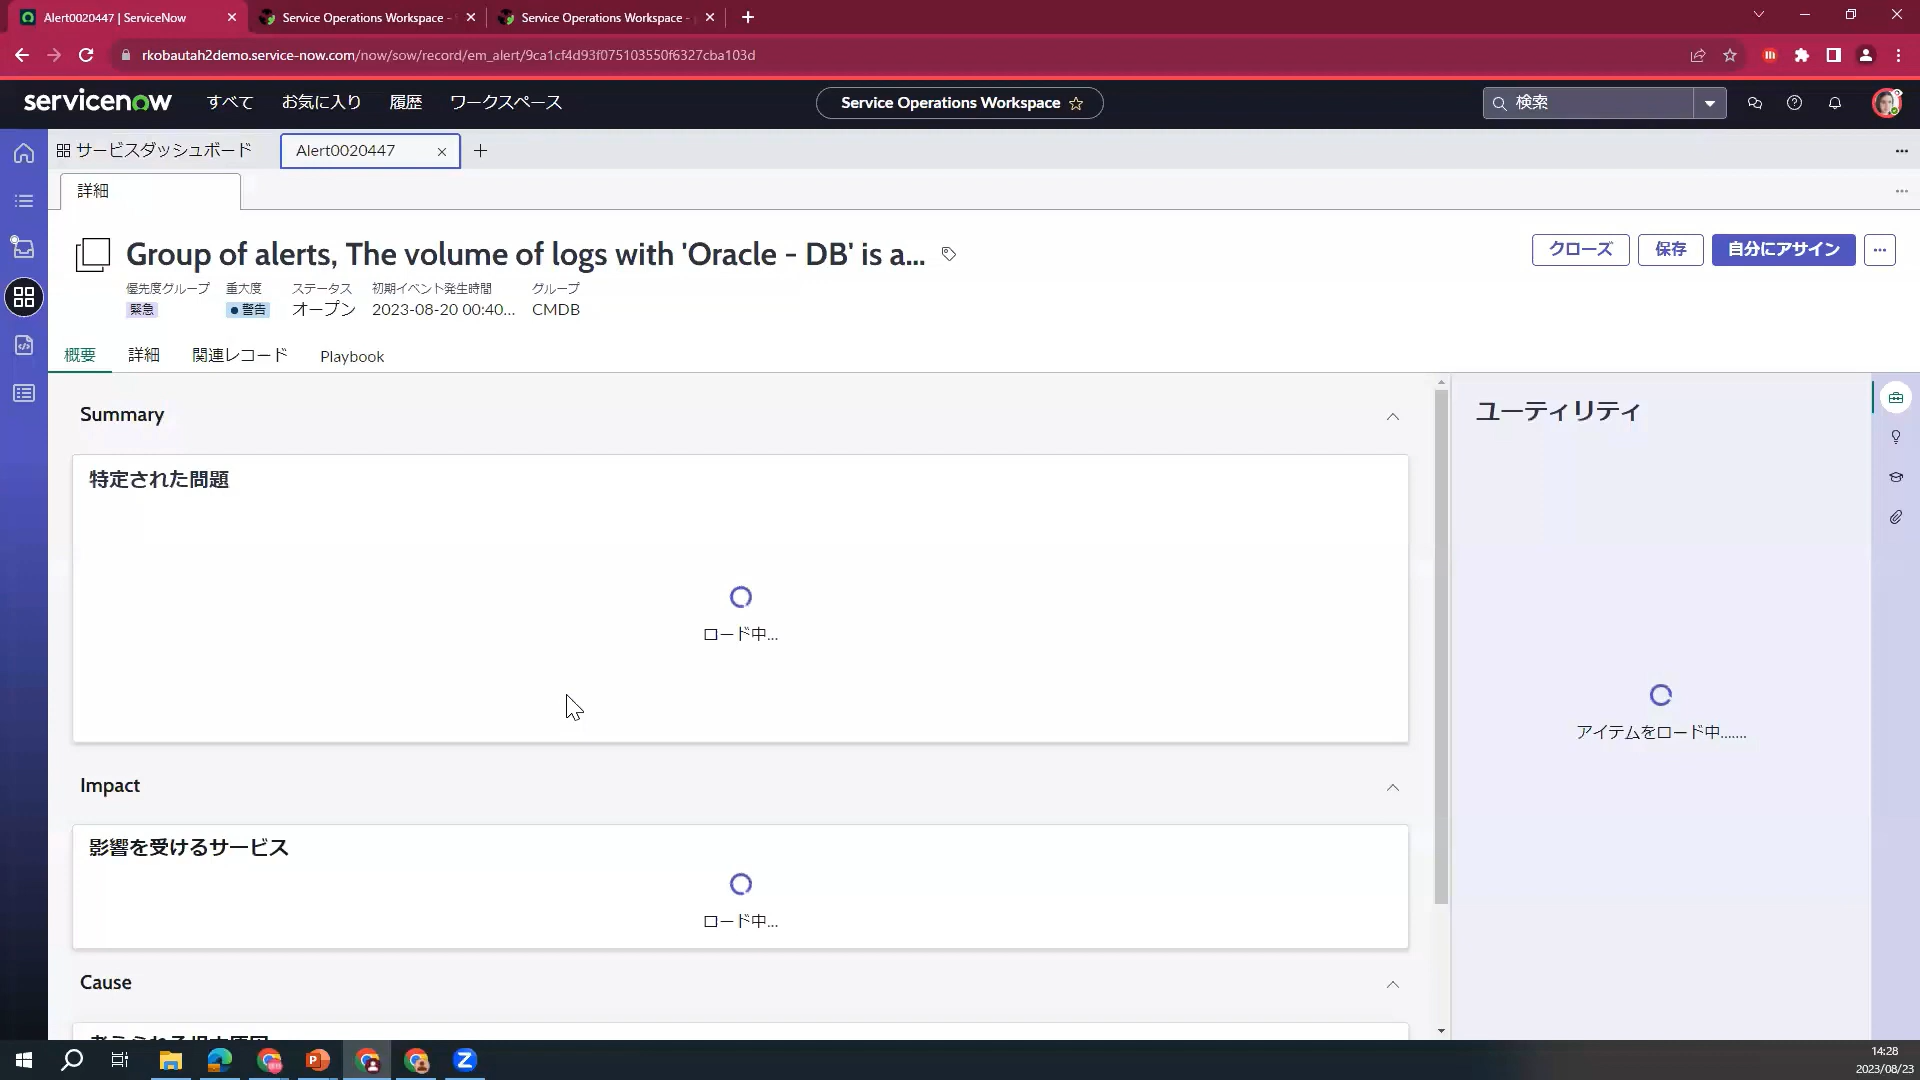 Alert0020447 | ServiceNow
Service Operations Workspace -
Service Operations Workspace -
rkobautah2demo.service-now.com/now/sow/record/em_alert/9ca1cf4d93f075103550f6327cba103d
servicenow
すべて
お気に入り
履歴
ワークスペース
Service Operations Workspace
検索
サービスダッシュボード
Alert0020447
詳細
Group of alerts, The volume of logs with 'Oracle - DB' is a...
クローズ
保存
自分にアサイン
優先度グループ 重大度 ステータス 初期イベント発生時間 グループ
緊急 警告 オープン 2023-08-20 00:40... CMDB
概要 詳細 関連レコード Playbook
Summary
特定された問題
ロード中...
Impact
影響を受けるサービス
ロード中...
Cause
考えられる根本原因
ユーティリティ
アイテムをロード中.......
14:28
2023/08/23